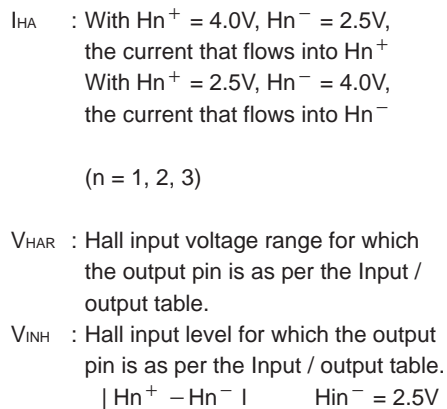 IHA : With Hn+ = 4.0V, Hn− = 2.5V,
the current that flows into Hn+
With Hn+ = 2.5V, Hn− = 4.0V,
the current that flows into Hn−
(n = 1, 2, 3)
VHAR : Hall input voltage range for which
the output pin is as per the Input /
output table.
VINH : Hall input level for which the output
pin is as per the Input / output table.
| Hn+ − Hn− | Hin− = 2.5V